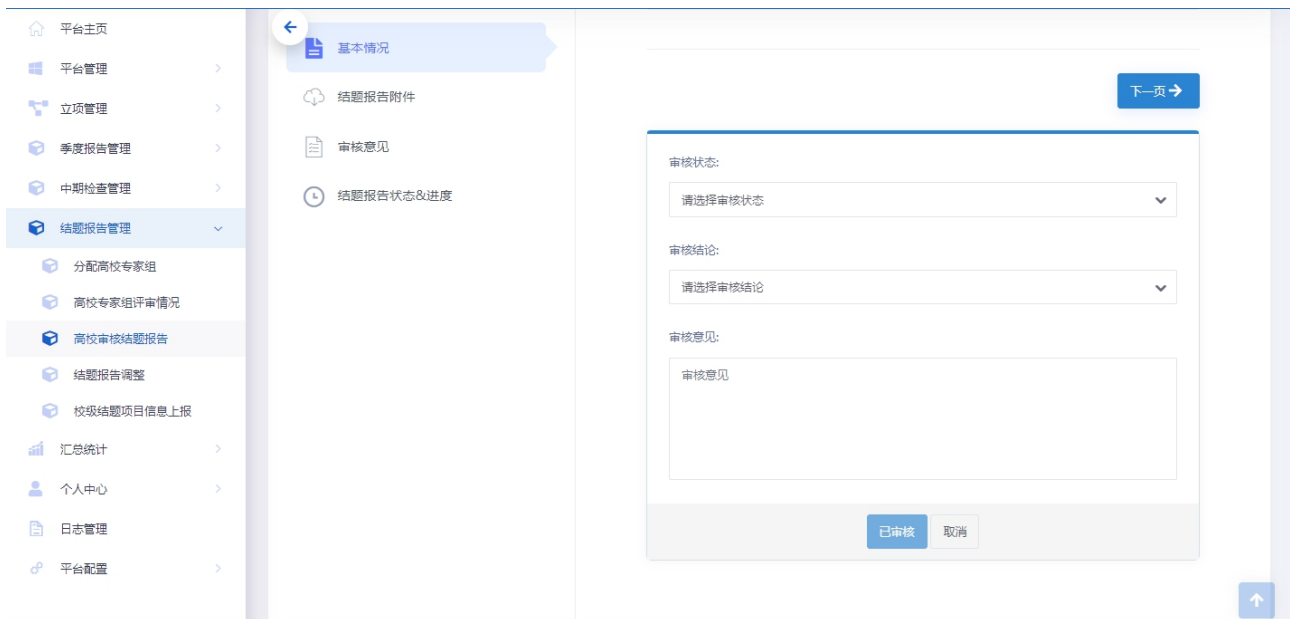 平台主页
平台管理
立项管理
季度报告管理
中期检查管理
结题报告管理
分配高校专家组
高校专家组评审情况
高校审核结题报告
结题报告调整
校级结题项目信息上报
汇总统计
个人中心
日志管理
平台配置
基本情况
结题报告附件
审核意见
结题报告状态&进度
下一页
审核状态:
请选择审核状态
审核结论:
请选择审核结论
审核意见:
审核意见
已审核 取消